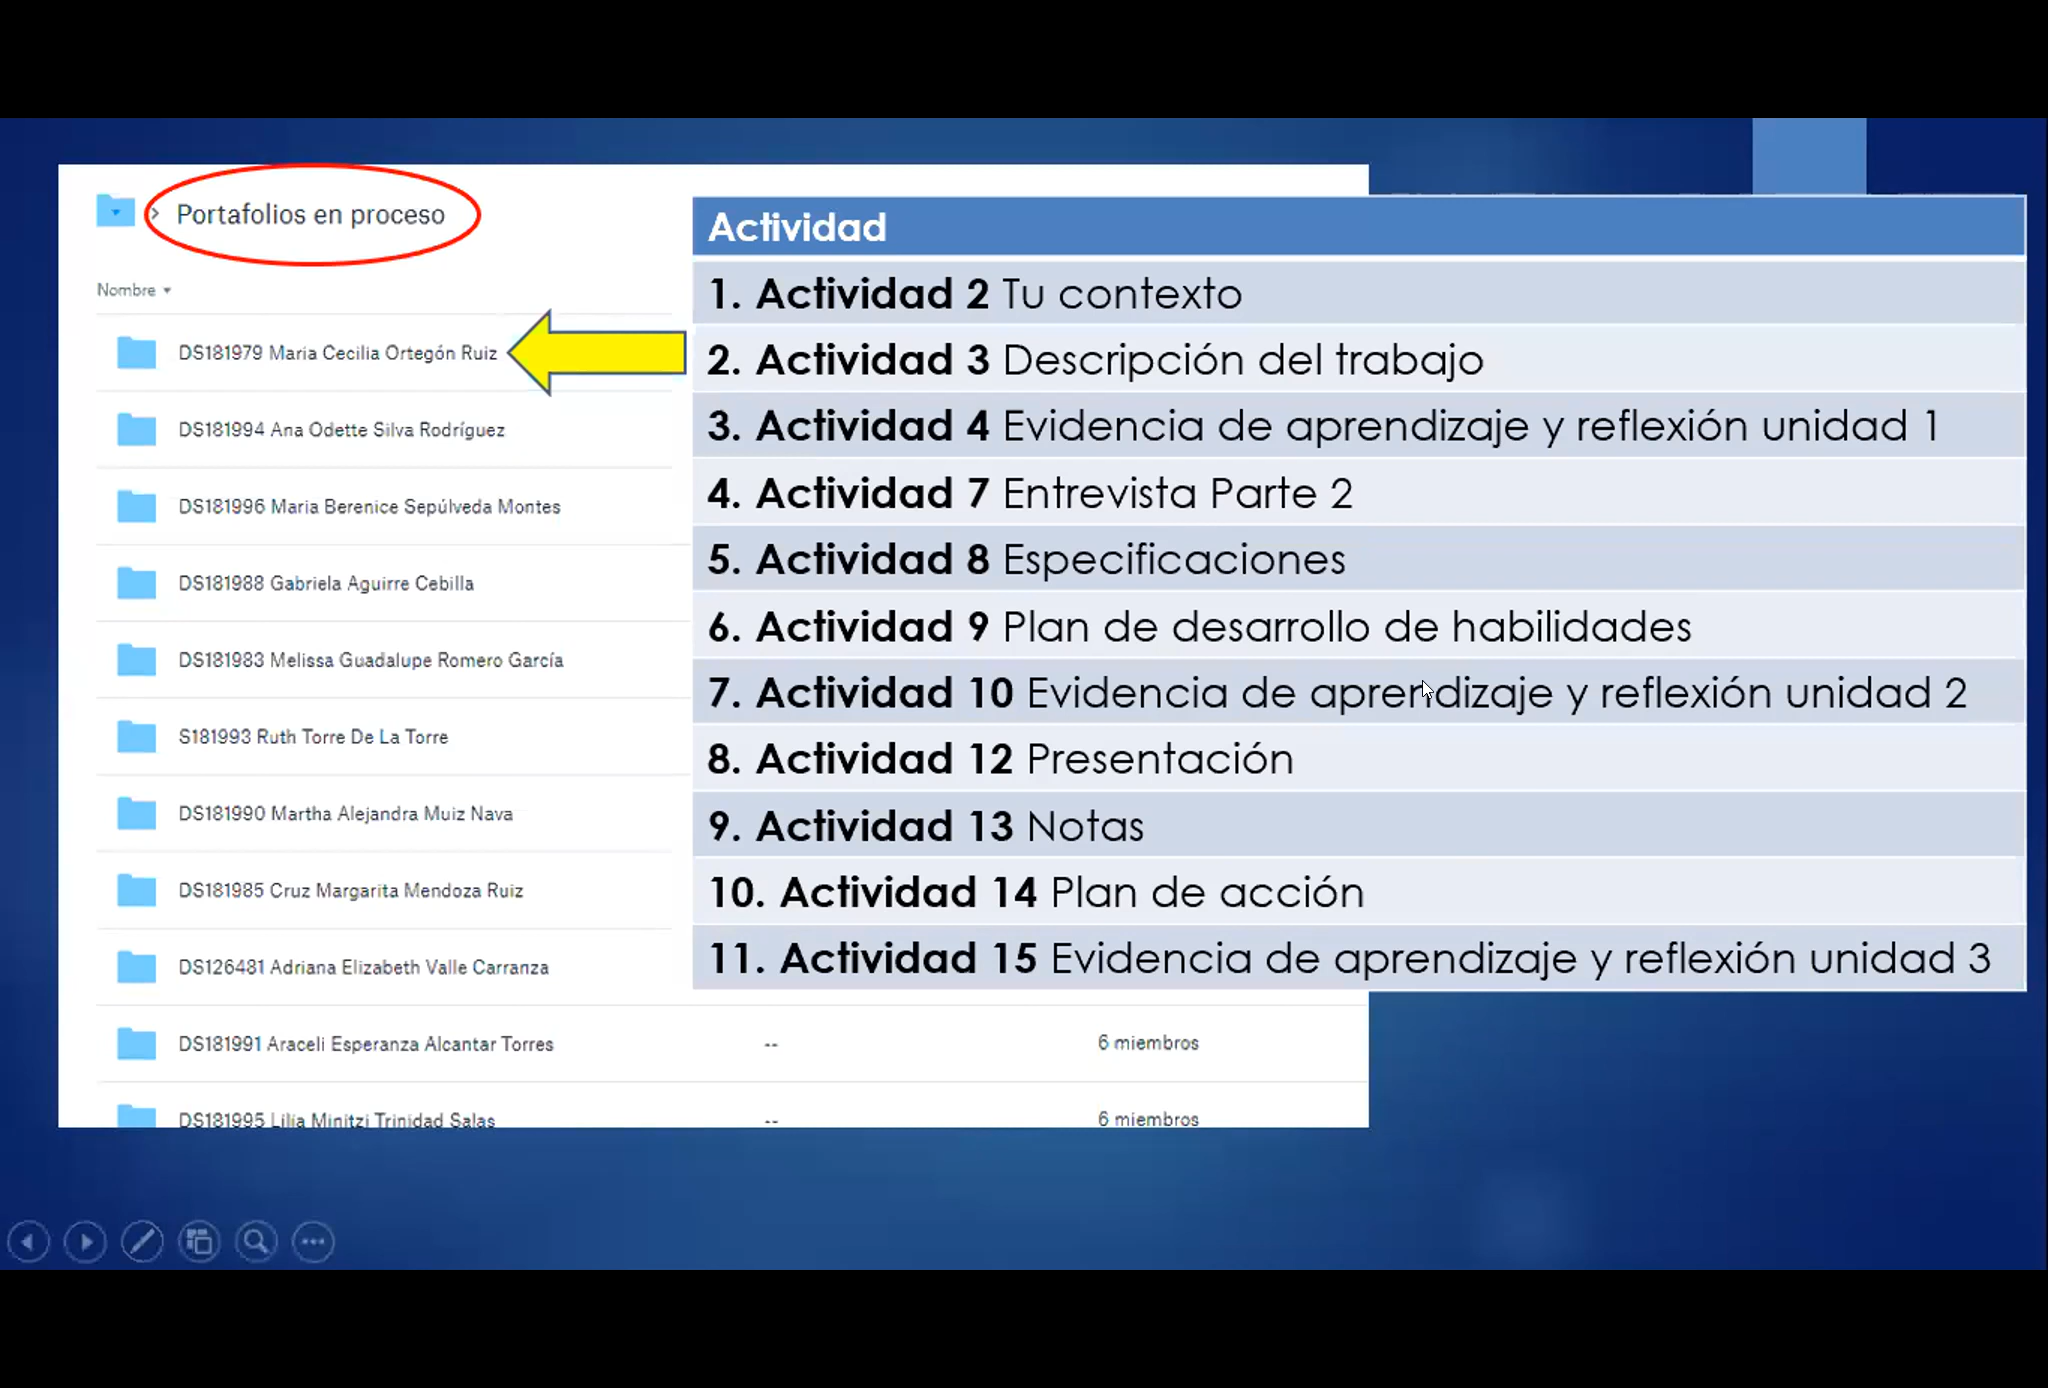 Portafolios en proceso
Nombre
DS181979 Maria Cecilia Ortegón Ruiz
DS181994 Ana Odette Silva Rodríguez
DS181996 Maria Berenice Sepúlveda Montes
DS181988 Gabriela Aguirre Cebilla
DS181983 Melissa Guadalupe Romero García
S181993 Ruth Torre De La Torre
DS181990 Martha Alejandra Muiz Nava
DS181985 Cruz Margarita Mendoza Ruiz
DS126481 Adriana Elizabeth Valle Carranza
DS181991 Araceli Esperanza Alcantar Torres -- 6 miembros
DS181995 Lilia Minitzi Trinidad Salas -- 6 miembros
Actividad
1. Actividad 2 Tu contexto
2. Actividad 3 Descripción del trabajo
3. Actividad 4 Evidencia de aprendizaje y reflexión unidad 1
4. Actividad 7 Entrevista Parte 2
5. Actividad 8 Especificaciones
6. Actividad 9 Plan de desarrollo de habilidades
7. Actividad 10 Evidencia de aprendizaje y reflexión unidad 2
8. Actividad 12 Presentación
9. Actividad 13 Notas
10. Actividad 14 Plan de acción
11. Actividad 15 Evidencia de aprendizaje y reflexión unidad 3